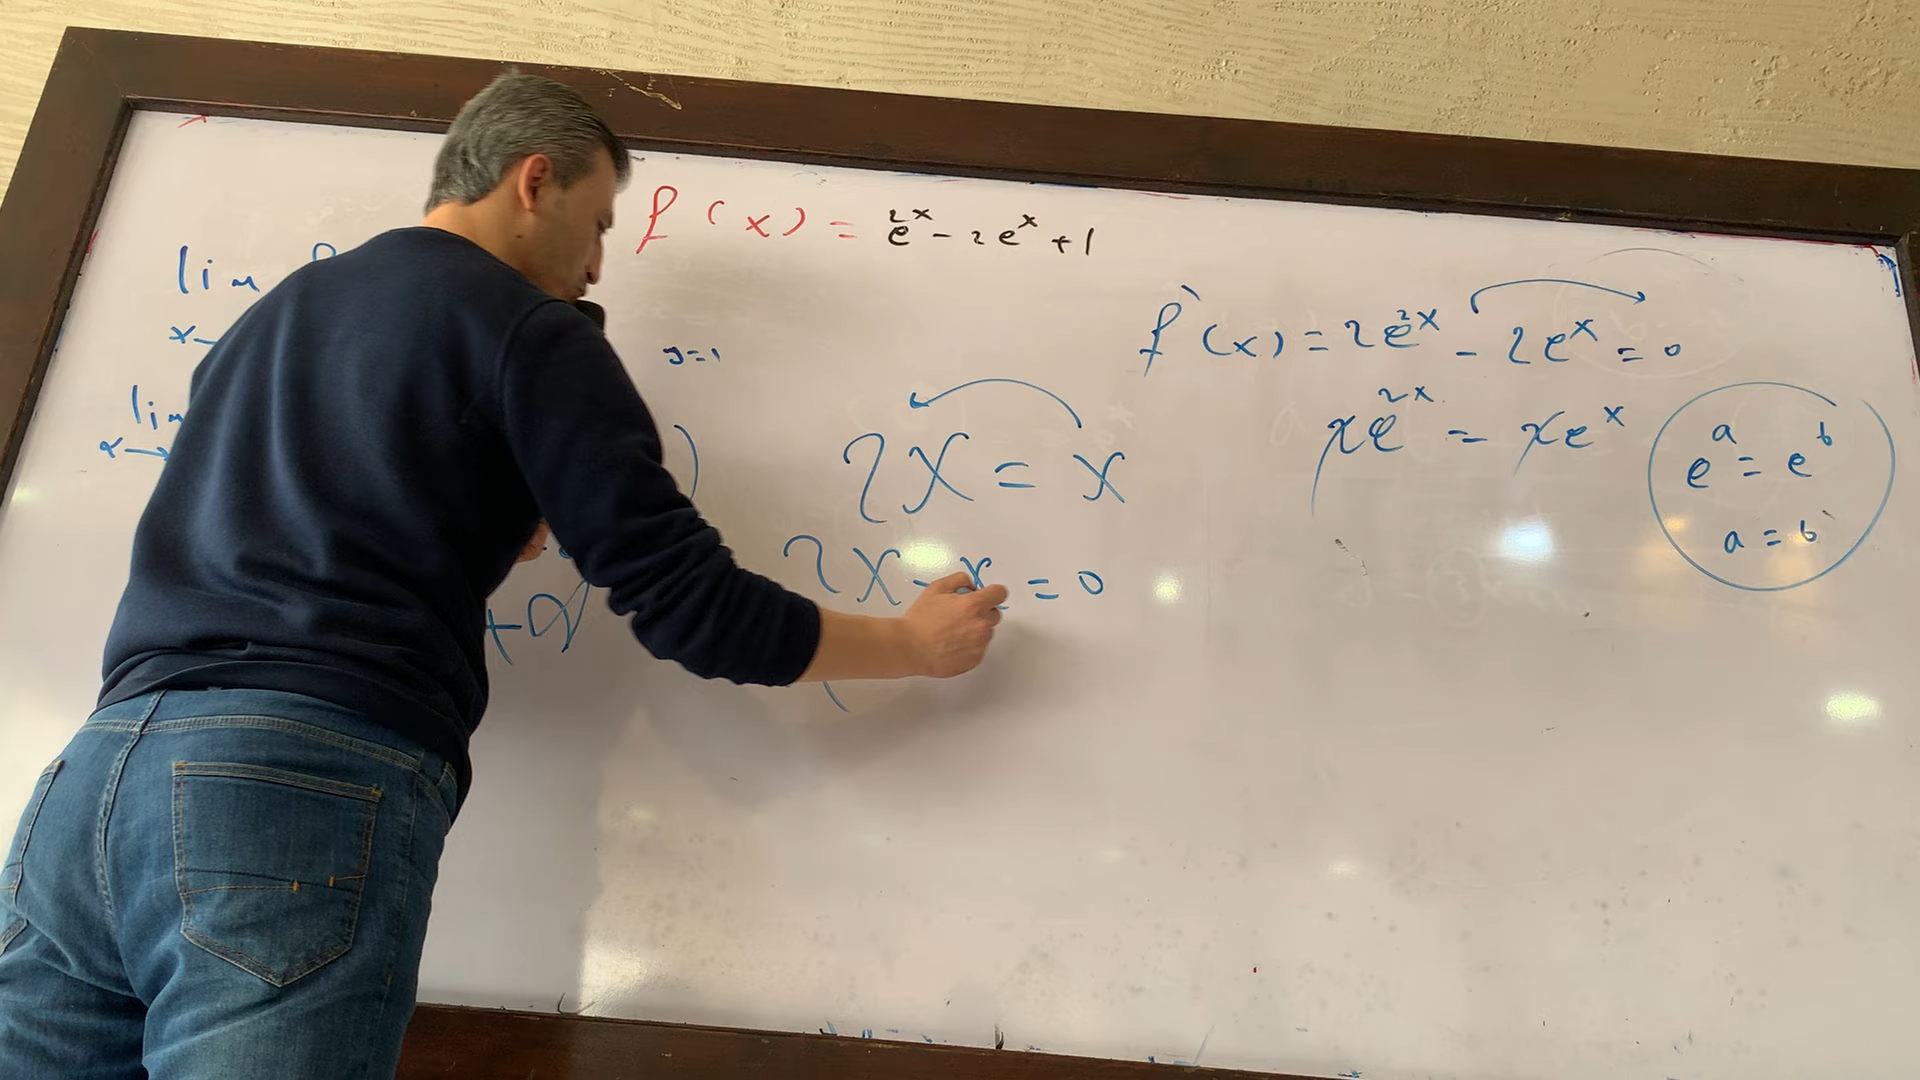 f(x) = e^{2x} - 2e^x + 1
lim
x→
y=1
lim
x→
+∞
2x = x
2x - x = 0
f`(x) = 2e^{2x} - 2e^x = 0
2e^{2x} = 2e^x
e^a = e^b
a = b